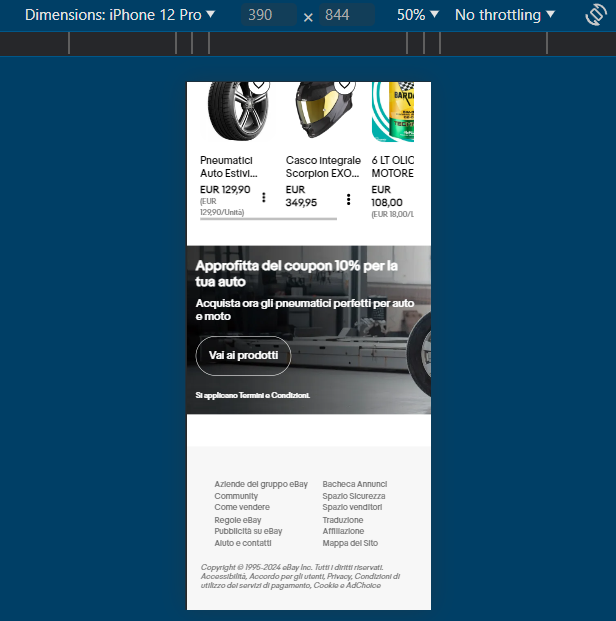 Dimensions: iPhone 12 Pro ▼ 390 × 844 50% ▼ No throttling ▼
BARDAHL
Pneumatici Auto Estivi...
EUR 129,90
(EUR 129,90/Unità)
Casco integrale Scorpion EXO...
EUR 349,95
6 LT OLIO MOTORE
EUR 108,00
(EUR 18,00/L
Approfitta del coupon 10% per la
tua auto
Acquista ora gli pneumatici perfetti per auto
e moto
Vai ai prodotti
Si applicano Termini e Condizioni.
Aziende del gruppo eBay
Community
Come vendere
Regole eBay
Pubblicità su eBay
Aiuto e contatti
Bacheca Annunci
Spazio Sicurezza
Spazio venditori
Traduzione
Affiliazione
Mappa del Sito
Copyright © 1995-2024 eBay Inc. Tutti i diritti riservati.
Accessibilità, Accordo per gli utenti, Privacy, Condizioni di
utilizzo dei servizi di pagamento, Cookie e AdChoice